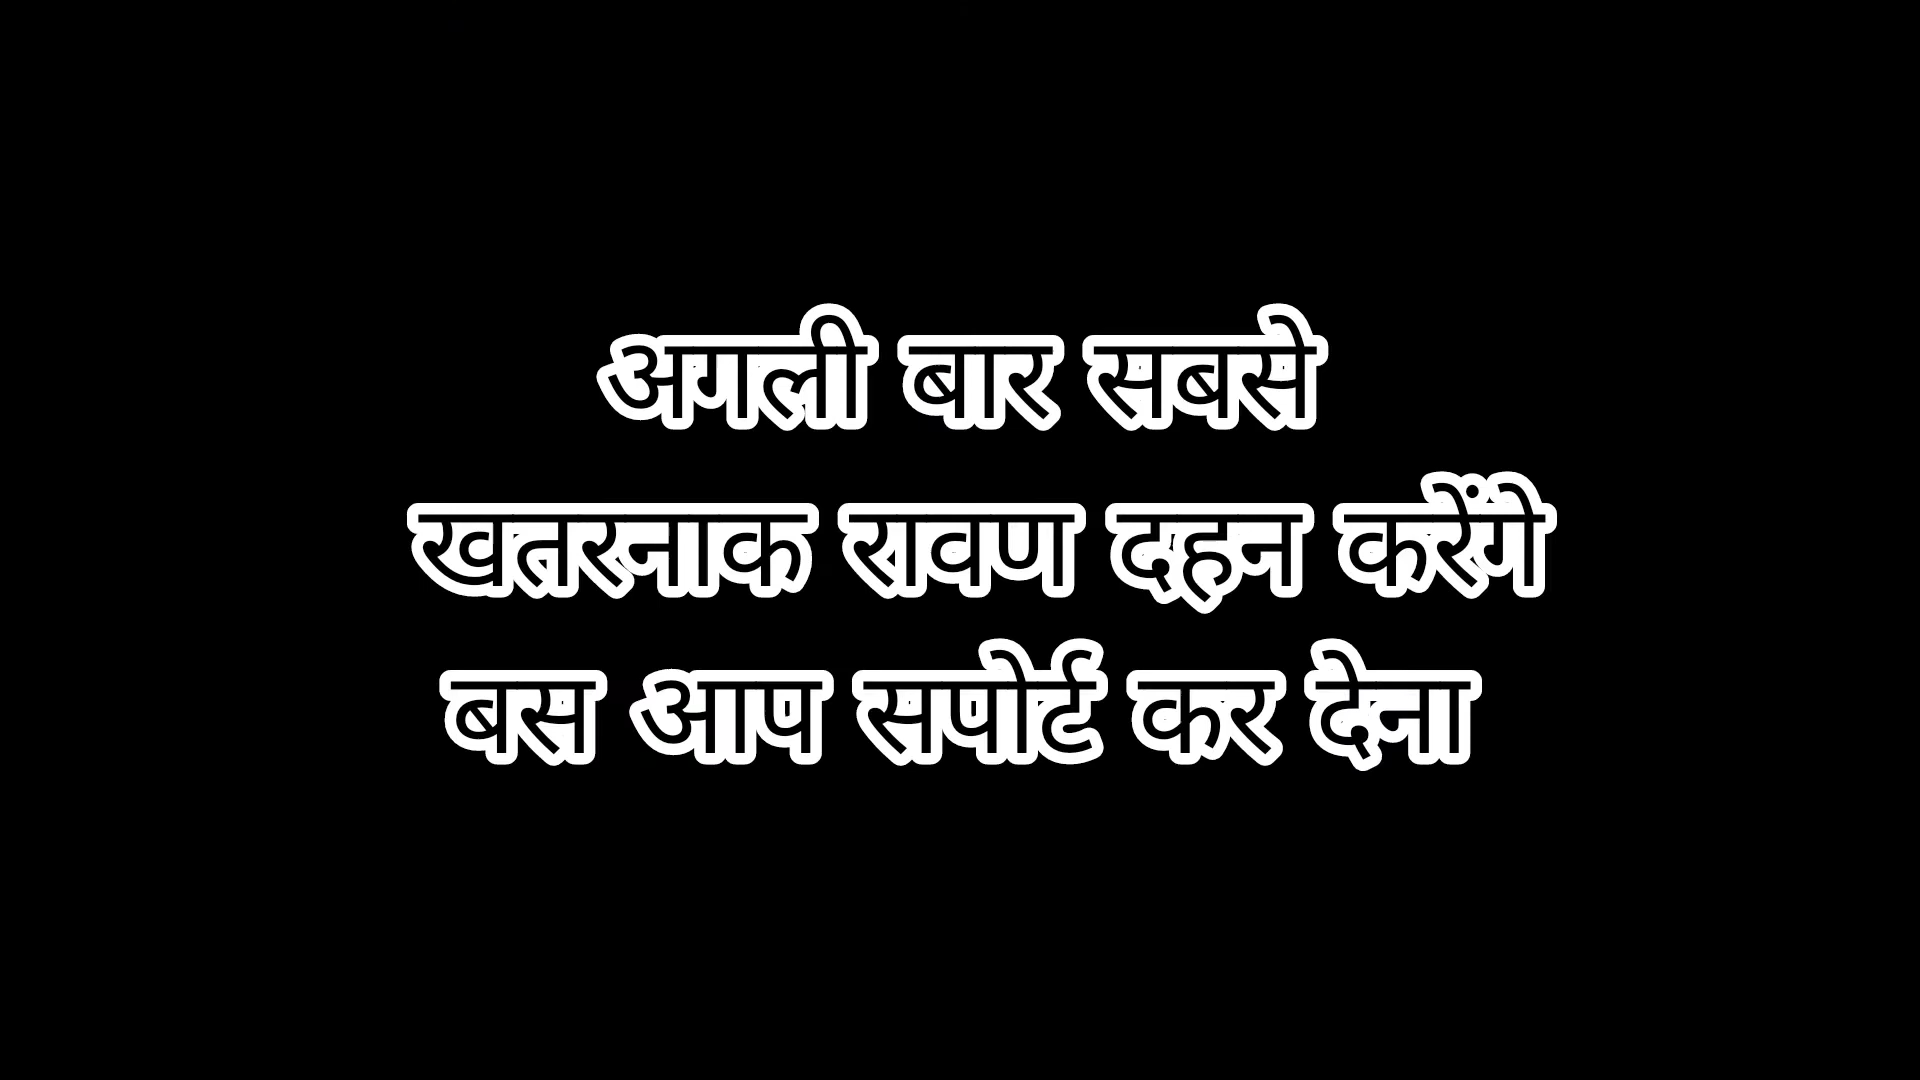 अगली बार सबसे
खतरनाक रावण दहन करेंगे
बस आप सपोर्ट कर देना